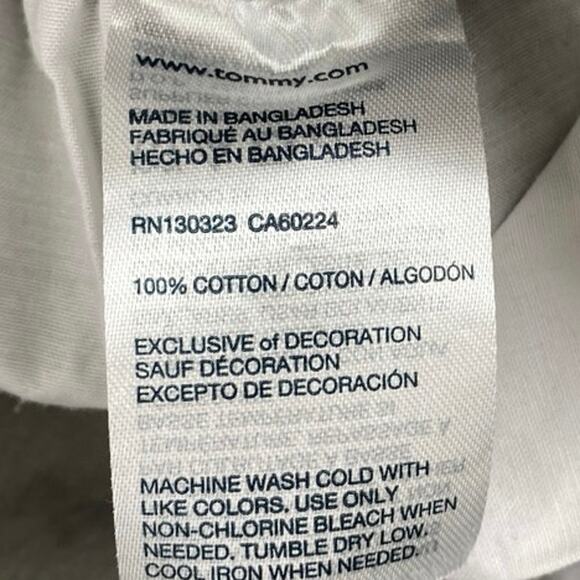 www.tommy.com
MADE IN BANGLADESH
FABRIQUÉ AU BANGLADESH
HECHO EN BANGLADESH
RN130323 CA60224
100% COTTON / COTON / ALGODÓN
EXCLUSIVE of DECORATION
SAUF DÉCORATION
EXCEPTO DE DECORACIÓN
MACHINE WASH COLD WITH
LIKE COLORS. USE ONLY
NON-CHLORINE BLEACH WHEN
NEEDED. TUMBLE DRY LOW.
COOL IRON WHEN NEEDED.